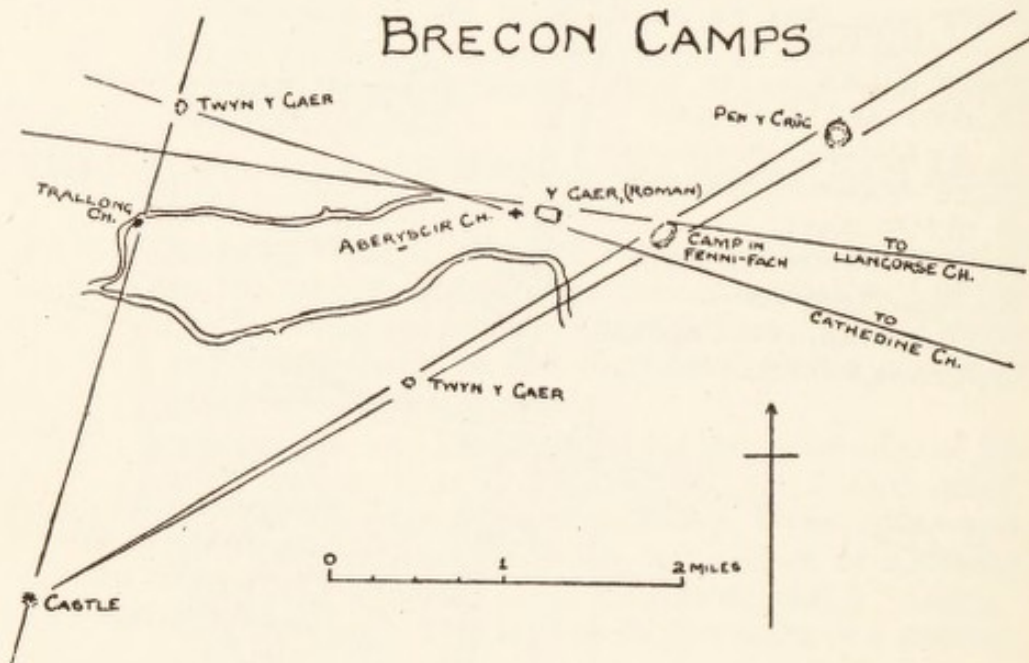 BRECON CAMPS
TWYN Y GAER
PEN Y CRÛG
TRALLONG
CH.
Y GAER, (ROMAN)
ABERYSCIR CH.
CAMP IN
FENNI-FACH
TO
LLANGORSE CH.
TO
CATHEDINE CH.
TWYN Y GAER
0 1 2 MILES
CASTLE